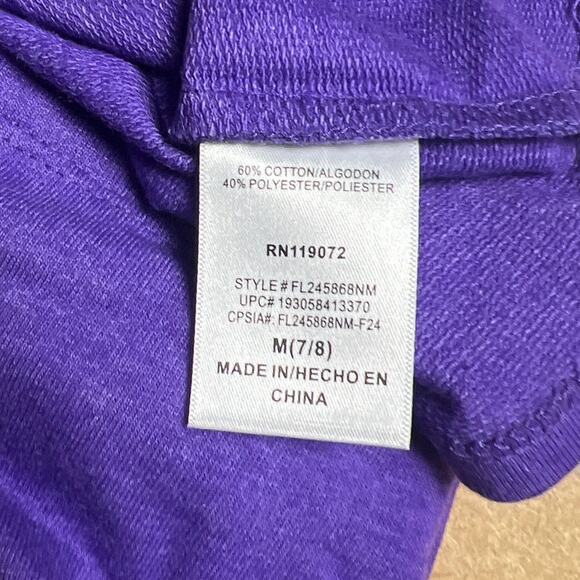 60% COTTON/ALGODON
40% POLYESTER/POLIESTER
RN119072
STYLE # FL245868NM
UPC# 193058413370
CPSIA#: FL245868NM-F24
M(7/8)
MADE IN/HECHO EN
CHINA